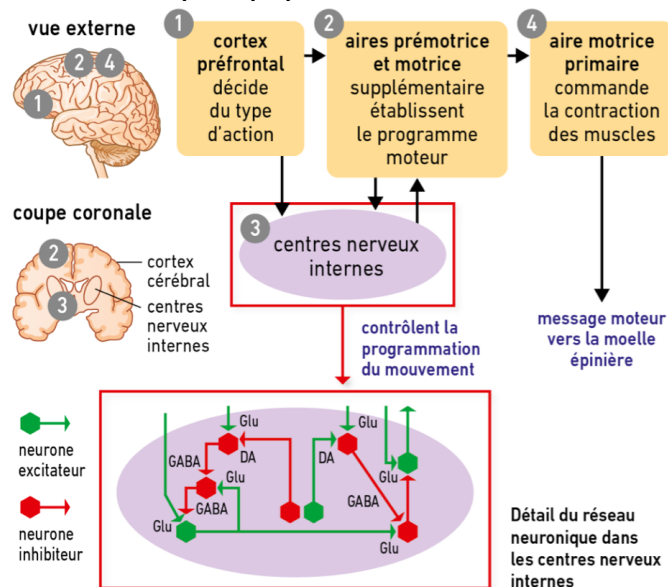 vue externe
2
4
1
1
cortex
préfrontal
décide
du type
d'action
2
aires prémotrice
et motrice
supplémentaire
établissent
le programme
moteur
4
aire motrice
primaire
commande
la contraction
des muscles
coupe coronale
2
3
cortex
cérébral
centres
nerveux
internes
3
centres nerveux
internes
contrôlent la
programmation
du mouvement
message moteur
vers la moelle
épinière
neurone
excitateur
neurone
inhibiteur
Glu
DA
GABA
Glu
GABA
Glu
Glu
DA
Glu
GABA
Glu
Détail du réseau
neuronique dans
les centres nerveux
internes